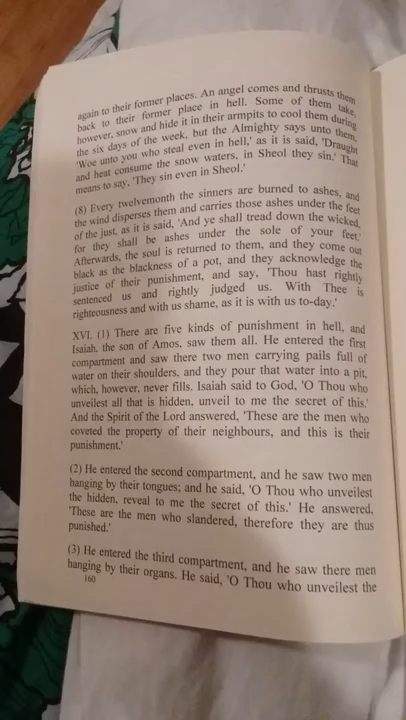 again to their former places. An angel comes and thrusts them
back to their former place in hell. Some of them take,
however, snow and hide it in their armpits to cool them during
the six days of the week, but the Almighty says unto them,
'Woe unto you who steal even in hell,' as it is said, 'Draught
and heat consume the snow waters, in Sheol they sin.' That
means to say, 'They sin even in Sheol.'
(8) Every twelvemonth the sinners are burned to ashes, and
the wind disperses them and carries those ashes under the feet
of the just, as it is said, 'And ye shall tread down the wicked,
for they shall be ashes under the sole of your feet.'
Afterwards, the soul is returned to them, and they come out
black as the blackness of a pot, and they acknowledge the
justice of their punishment, and say, 'Thou hast rightly
sentenced us and rightly judged us. With Thee is
righteousness and with us shame, as it is with us to-day.'
XVI. (1) There are five kinds of punishment in hell, and
Isaiah, the son of Amos, saw them all. He entered the first
compartment and saw there two men carrying pails full of
water on their shoulders, and they pour that water into a pit,
which, however, never fills. Isaiah said to God, 'O Thou who
unveilest all that is hidden, unveil to me the secret of this.'
And the Spirit of the Lord answered, 'These are the men who
coveted the property of their neighbours, and this is their
punishment.'
(2) He entered the second compartment, and he saw two men
hanging by their tongues; and he said, 'O Thou who unveilest
the hidden, reveal to me the secret of this.' He answered,
'These are the men who slandered, therefore they are thus
punished.'
(3) He entered the third compartment, and he saw there men
hanging by their organs. He said, 'O Thou who unveilest the
160